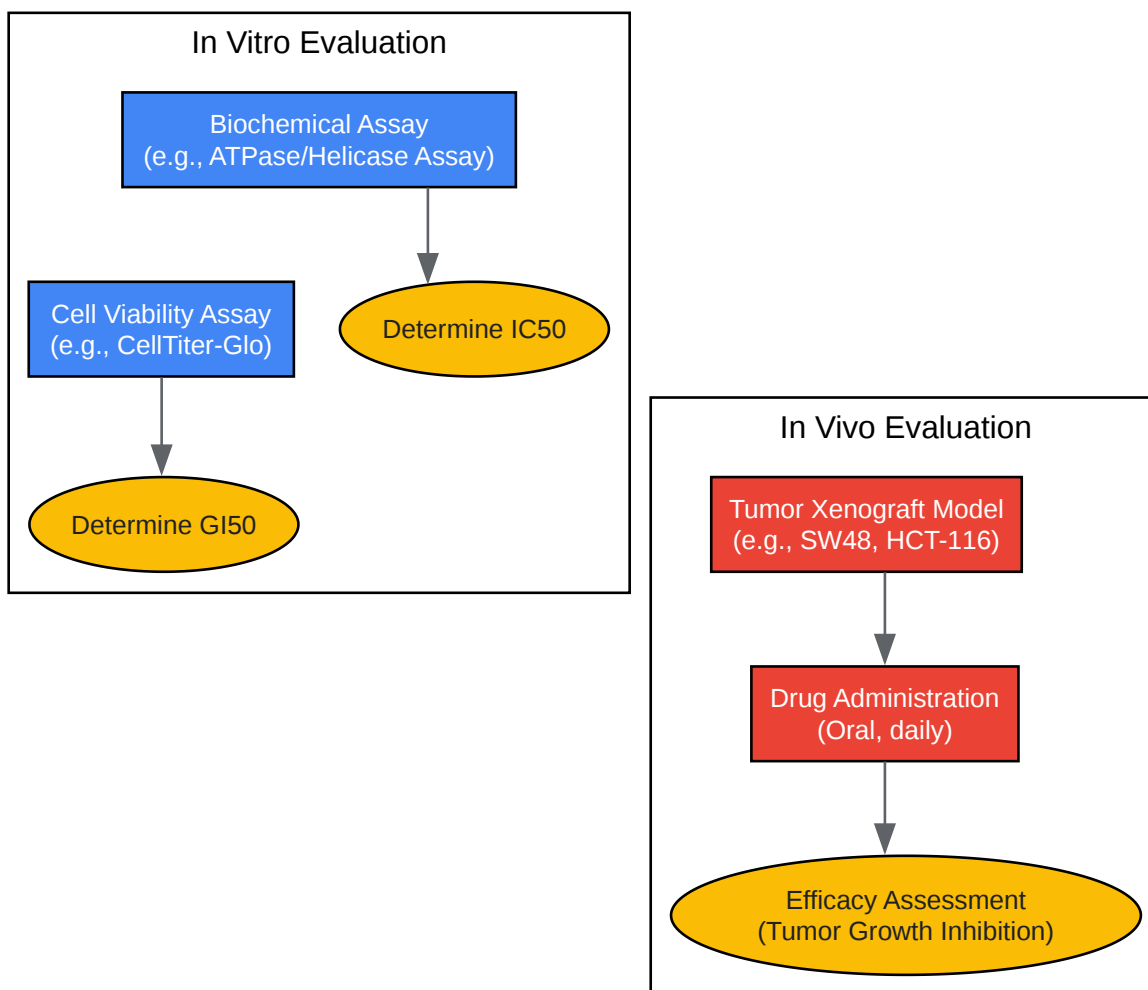 In Vitro Evaluation
Biochemical Assay
(e.g., ATPase/Helicase Assay)
Cell Viability Assay
(e.g., CellTiter-Glo)
Determine IC50
Determine GI50
In Vivo Evaluation
Tumor Xenograft Model
(e.g., SW48, HCT-116)
Drug Administration
(Oral, daily)
Efficacy Assessment
(Tumor Growth Inhibition)